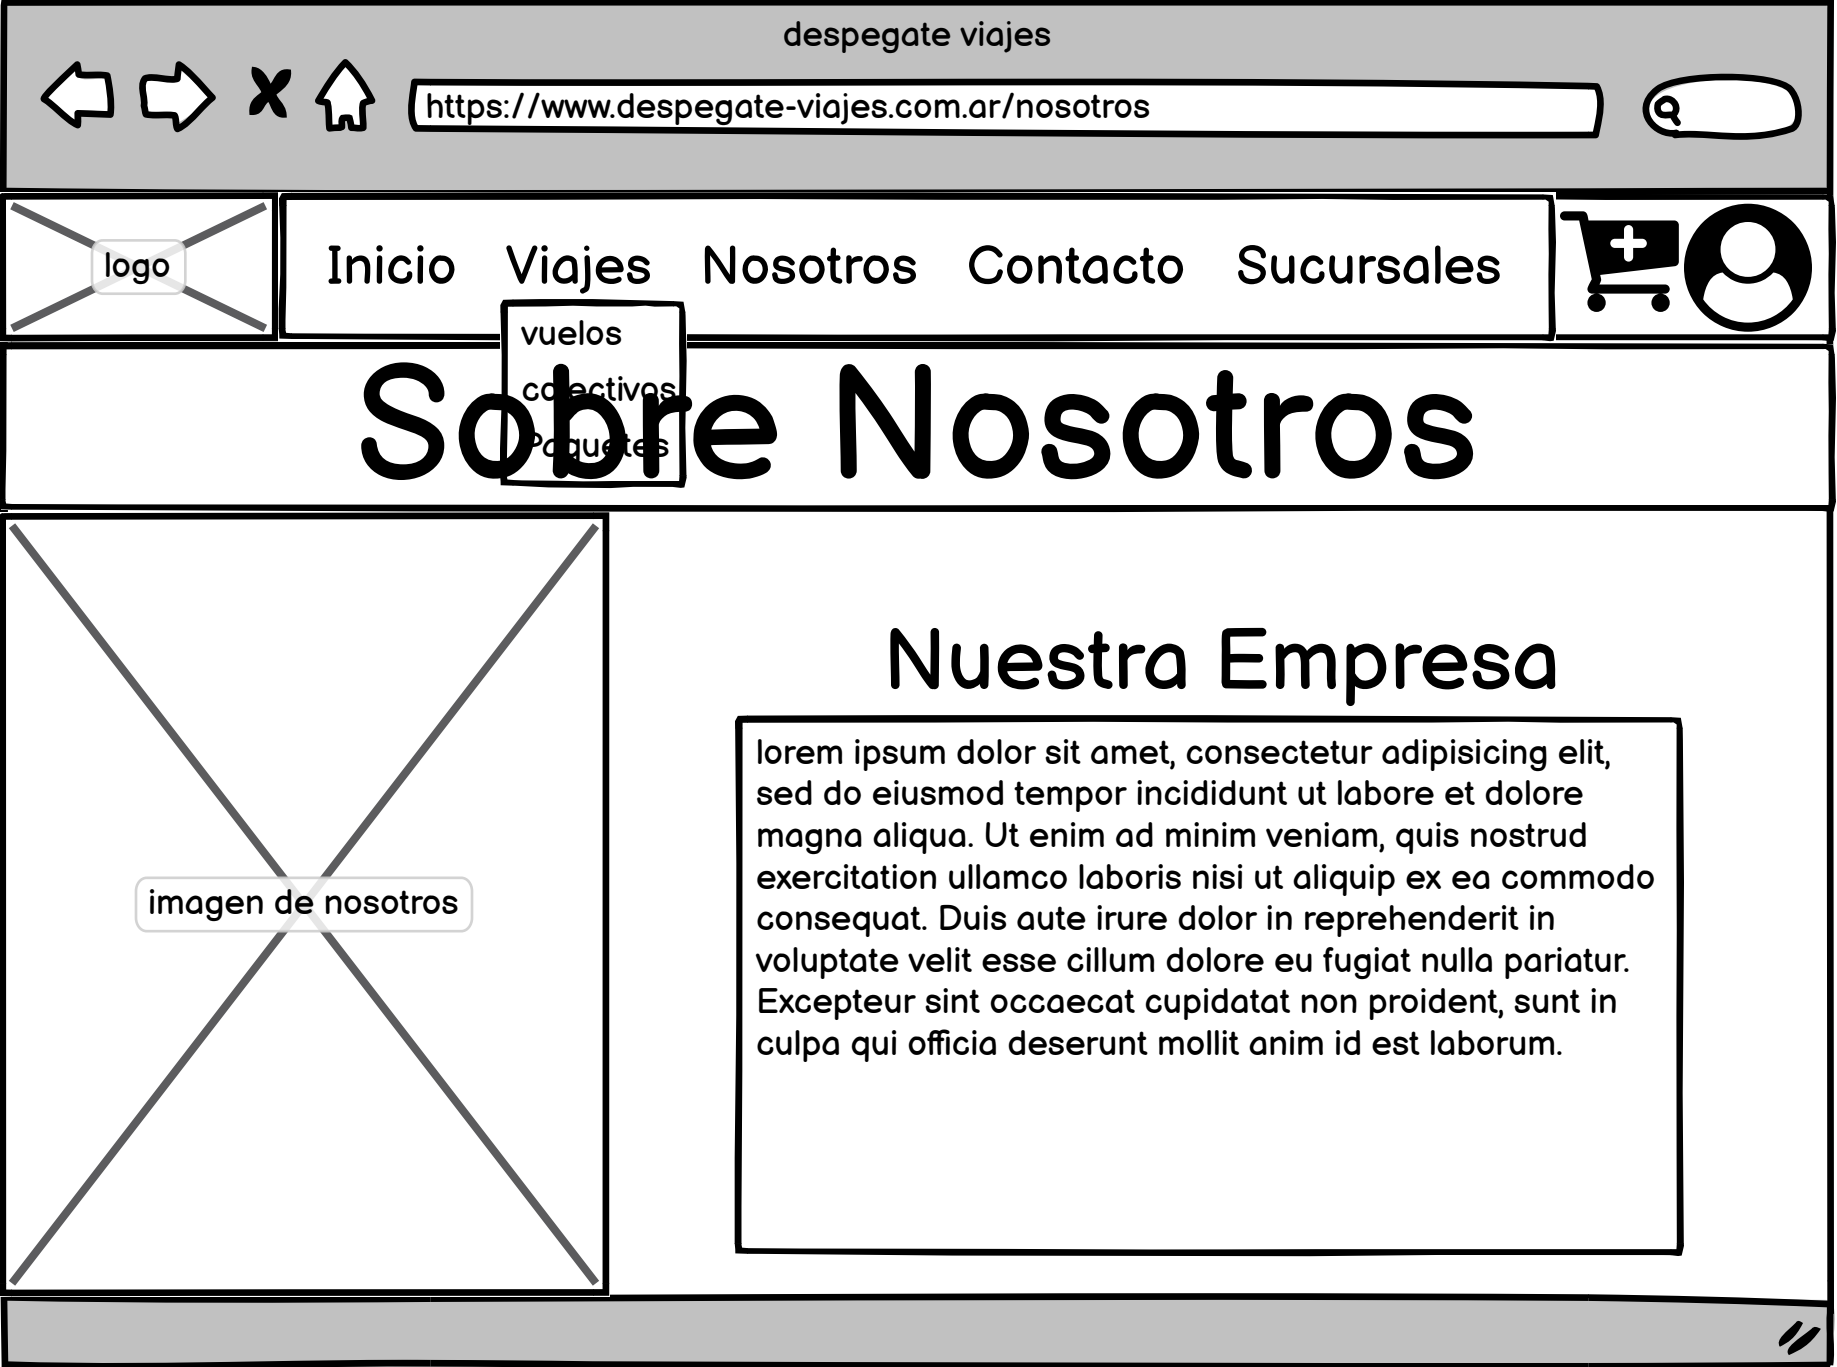 despegate viajes
https://www.despegate-viajes.com.ar/nosotros
logo
Inicio Viajes Nosotros Contacto Sucursales
vuelos
colectivos
Paquetes
Sobre Nosotros
imagen de nosotros
Nuestra Empresa
lorem ipsum dolor sit amet, consectetur adipisicing elit,
sed do eiusmod tempor incididunt ut labore et dolore
magna aliqua. Ut enim ad minim veniam, quis nostrud
exercitation ullamco laboris nisi ut aliquip ex ea commodo
consequat. Duis aute irure dolor in reprehenderit in
voluptate velit esse cillum dolore eu fugiat nulla pariatur.
Excepteur sint occaecat cupidatat non proident, sunt in
culpa qui officia deserunt mollit anim id est laborum.